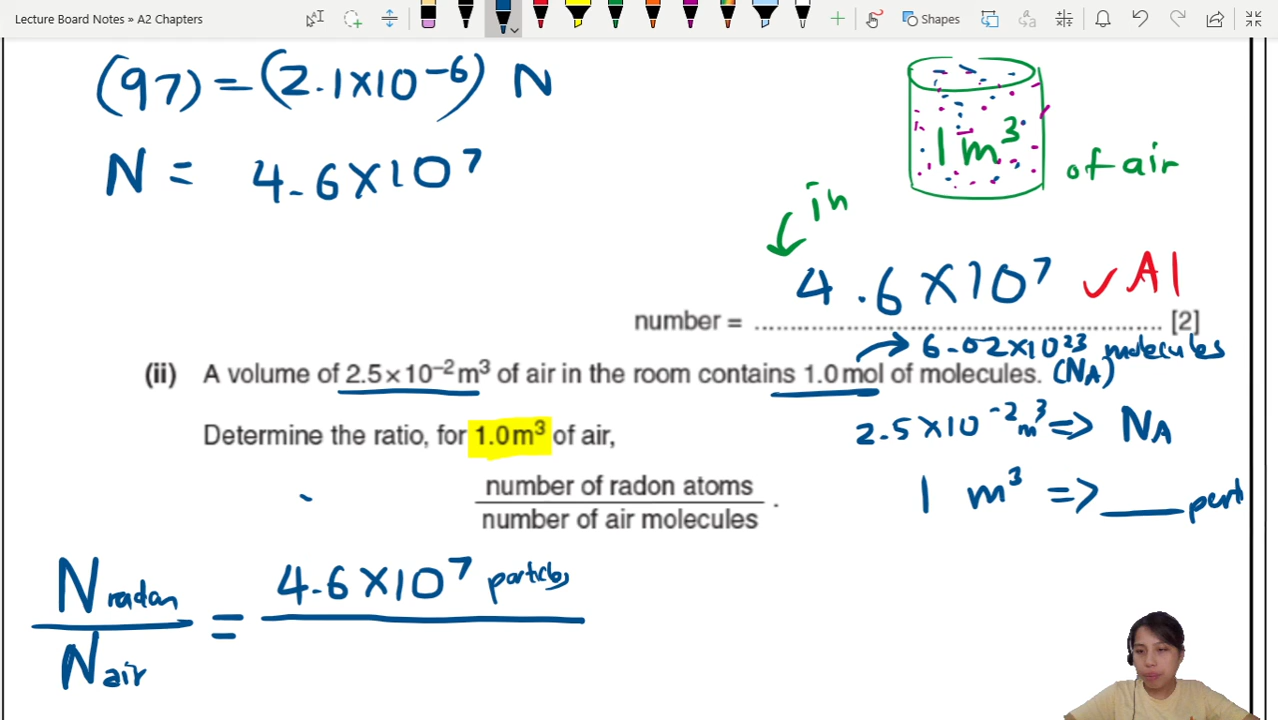 Lecture Board Notes » A2 Chapters
Shapes
(97) = (2.1×10⁻⁶) N
N = 4.6×10⁷
1 m³
of air
in
4.6×10⁷ ✓ A1
number = .......................................................... [2]
→ 6.02×10²³ molecules
(ii) A volume of 2.5×10⁻² m³ of air in the room contains 1.0 mol of molecules. (N_A)
2.5×10⁻² m³ => N_A
Determine the ratio, for 1.0 m³ of air,
1 m³ => ____ part
number of radon atoms
number of air molecules .
N radon = 4.6×10⁷ particles
N air